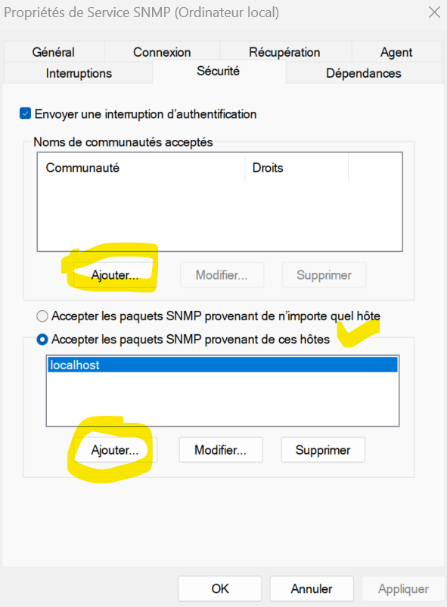 Propriétés de Service SNMP (Ordinateur local)
Général Connexion Récupération Agent
Interruptions Sécurité Dépendances
Envoyer une interruption d'authentification
Noms de communautés acceptés
Communauté Droits
Ajouter... Modifier... Supprimer
Accepter les paquets SNMP provenant de n'importe quel hôte
Accepter les paquets SNMP provenant de ces hôtes
localhost
Ajouter... Modifier... Supprimer
OK Annuler Appliquer